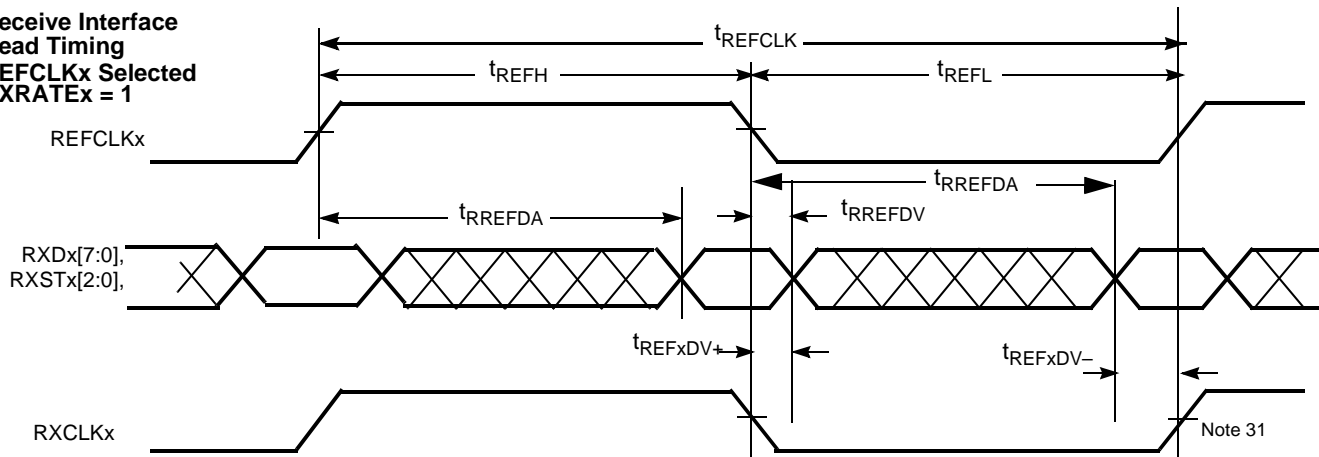 eceive Interface
ead Timing
EFCLKx Selected
XRATEx = 1
tREFCLK
tREFH
tREFL
REFCLKx
tRREFDA
tRREFDA
tRREFDV
RXDx[7:0],
RXSTx[2:0],
tREFxDV+
tREFxDV–
RXCLKx
Note 31